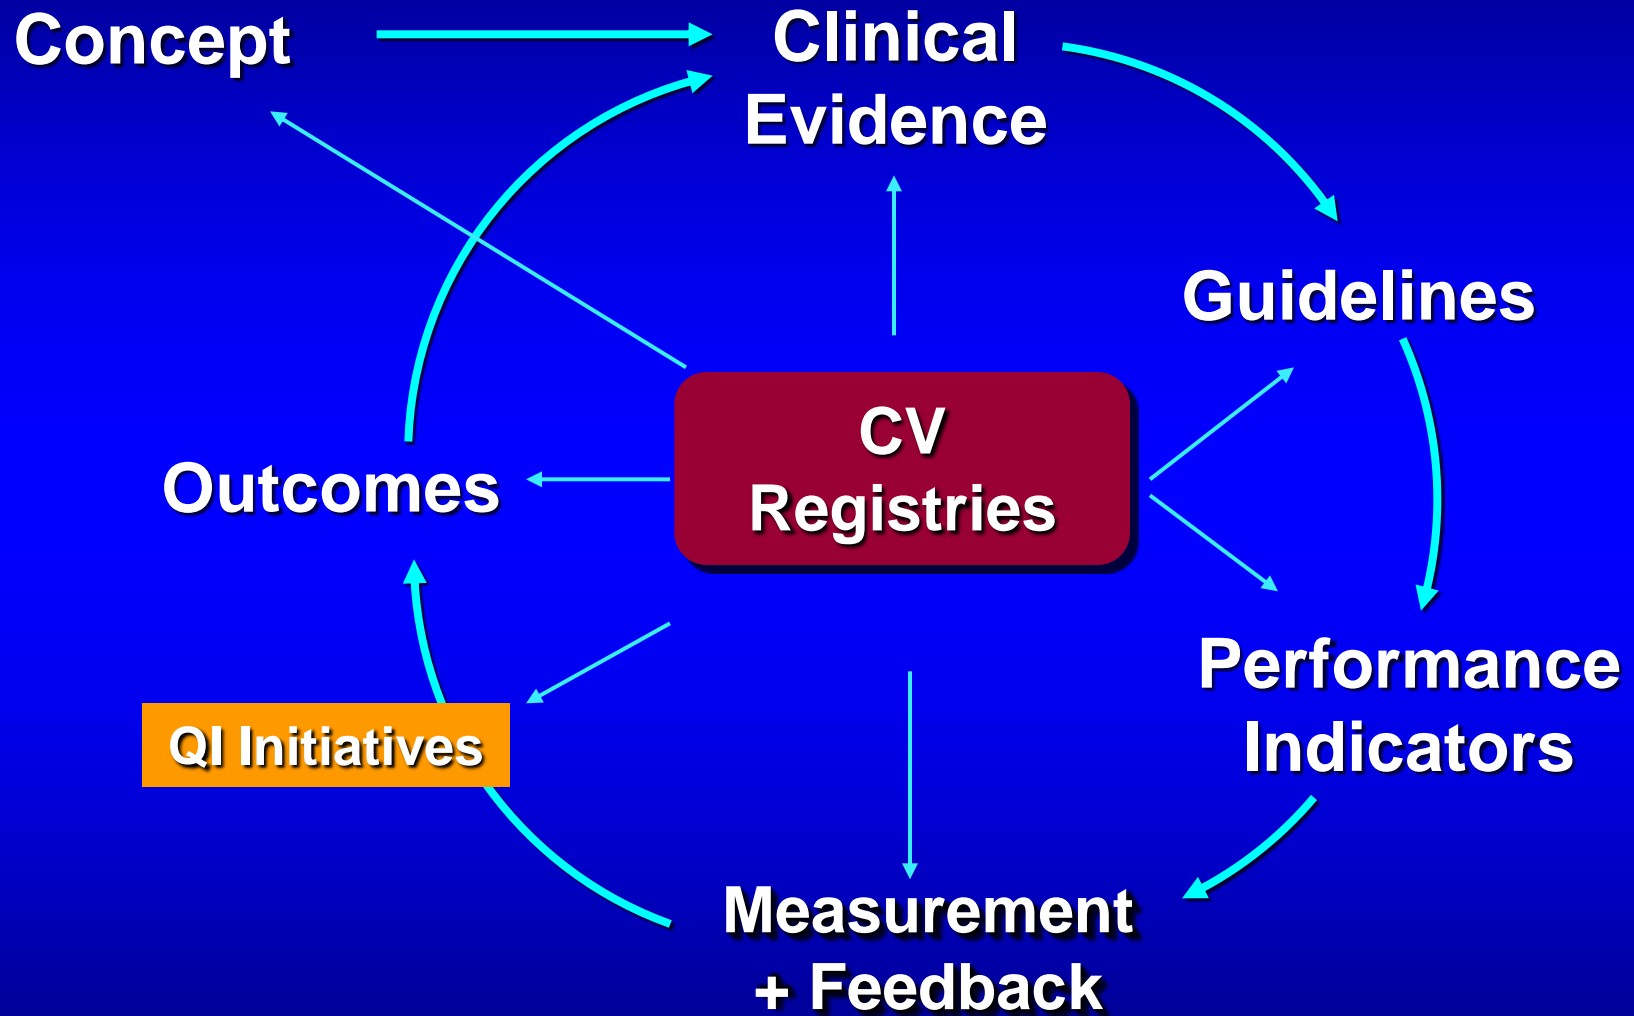 Concept
Clinical
Evidence
Guidelines
CV
Registries
Outcomes
Performance
Indicators
QI Initiatives
Measurement
+ Feedback